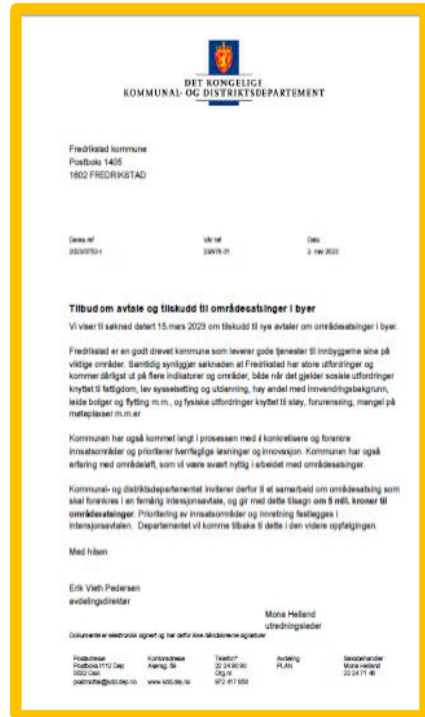 DET KONGELIGE
KOMMUNAL- OG DISTRIKTSDEPARTEMENT
Fredrikstad kommune
Postboks 1405
1602 FREDRIKSTAD
Deres ref
Vår ref
Dato
2. mai 2023
Tilbud om avtale og tilskudd til områdesatsinger i byer
Vi viser til søknad datert 15.mars 2023 om tilskudd til nye avtaler om områdesatsinger i byer.
Fredrikstad er en godt drevet kommune som leverer gode tjenester til innbyggerne sine på
viktige områder. Samtidig synliggjør søknaden at Fredrikstad har store utfordringer og
kommer dårligst ut på flere indikatorer og områder, både når det gjelder sosiale utfordringer
knyttet til fattigdom, lav sysselsetting og utdanning, høy andel med innvandringsbakgrunn,
leide boliger og flytting m.m., og fysiske utfordringer knyttet til støy, forurensing, mangel på
møteplasser m.m.er
Kommunen har også kommet langt i prosessen med å konkretisere og forankre
innsatsområder og prioriterer tverrfaglige løsninger og innovasjon. Kommunen har også
erfaring med områdeløft, som vil være svært nyttig i arbeidet med områdesatsinger.
Kommunal- og distriktsdepartementet inviterer derfor til et samarbeid om områdesatsing som
skal forankres i en femårig intensjonsavtale, og gir med dette tilsagn om 5 mill. kroner til
områdesatsinger. Prioritering av innsatsområder og innretning fastlegges i
intensjonsavtalen. Departementet vil komme tilbake til dette i den videre oppfølgingen.
Med hilsen
Erik Vieth Pedersen
avdelingsdirektør
Mona Helland
utredningsleder
Dokumentet er elektronisk signert og har derfor ikke håndskrevne signaturer
Postadresse
Postboks 8112 Dep
0032 Oslo
postmottak@kdd.dep.no
Kontoradresse
Akersg. 59
www.kdd.dep.no
Telefon*
22 24 90 90
Org.nr.
972 417 858
Avdeling
PLAN
Saksbehandler
Mona Helland
22 24 71 48